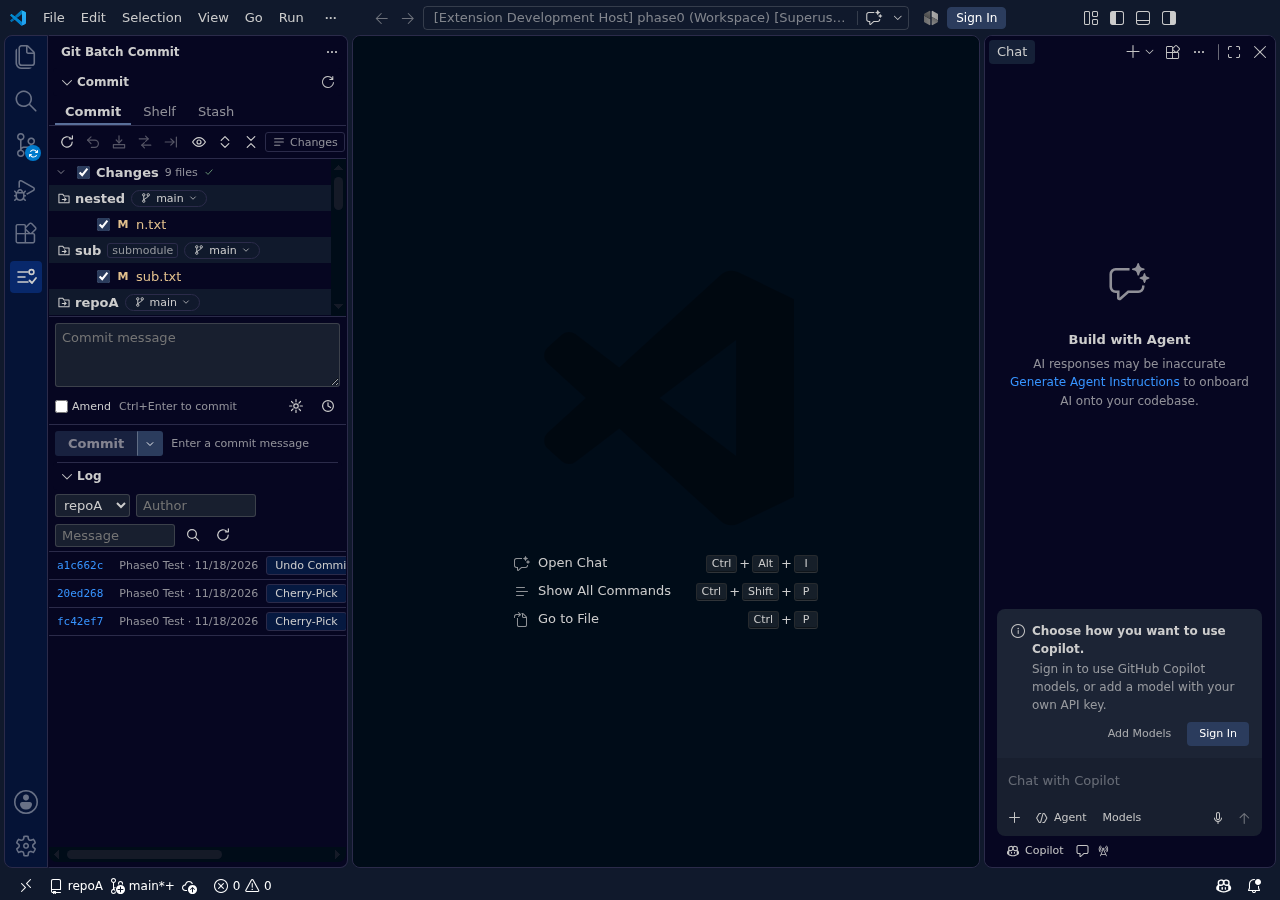 File Edit Selection View Go Run
[Extension Development Host] phase0 (Workspace) [Superus…
Sign In
Git Batch Commit
Commit
Commit Shelf Stash
Changes
Changes 9 files
nested main
M n.txt
sub submodule main
M sub.txt
repoA main
Commit message
Amend Ctrl+Enter to commit
Commit Enter a commit message
Log
repoA Author
Message
a1c662c Phase0 Test · 11/18/2026 Undo Commi
20ed268 Phase0 Test · 11/18/2026 Cherry-Pick
fc42ef7 Phase0 Test · 11/18/2026 Cherry-Pick
Open Chat Ctrl + Alt + I
Show All Commands Ctrl + Shift + P
Go to File Ctrl + P
Chat
Build with Agent
AI responses may be inaccurate
Generate Agent Instructions to onboard
AI onto your codebase.
Choose how you want to use
Copilot.
Sign in to use GitHub Copilot
models, or add a model with your
own API key.
Add Models Sign In
Chat with Copilot
Agent Models
Copilot
repoA main*+ 0 0